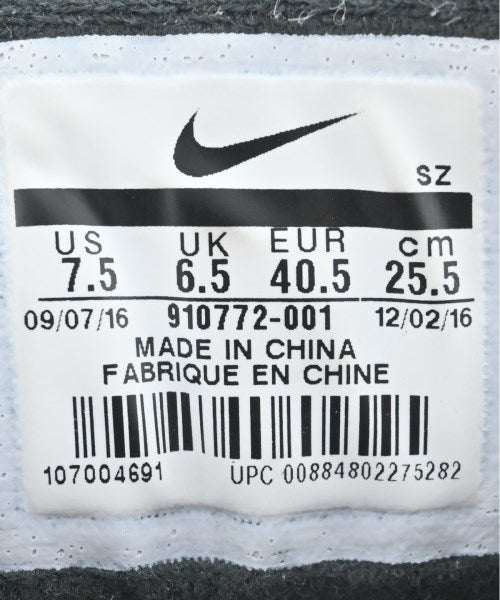 SZ
US UK EUR cm
7.5 6.5 40.5 25.5
09/07/16 910772-001 12/02/16
MADE IN CHINA
FABRIQUE EN CHINE
107004691 UPC 00884802275282